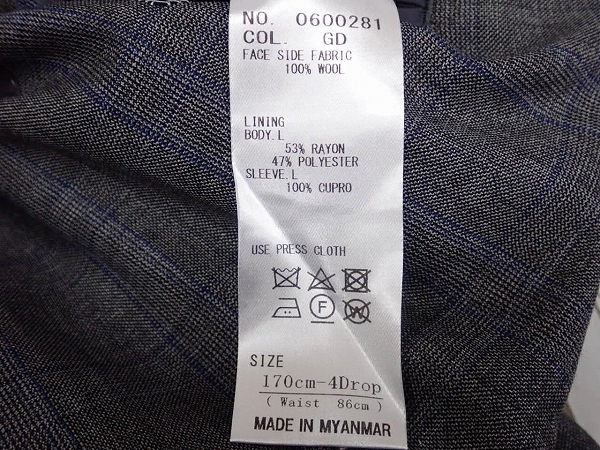 NO. 0600281
COL. GD
FACE SIDE FABRIC
100% WOOL
LINING
BODY.L
53% RAYON
47% POLYESTER
SLEEVE.L
100% CUPRO
USE PRESS CLOTH
F W
SIZE
170cm-4Drop
( Waist 86cm )
MADE IN MYANMAR